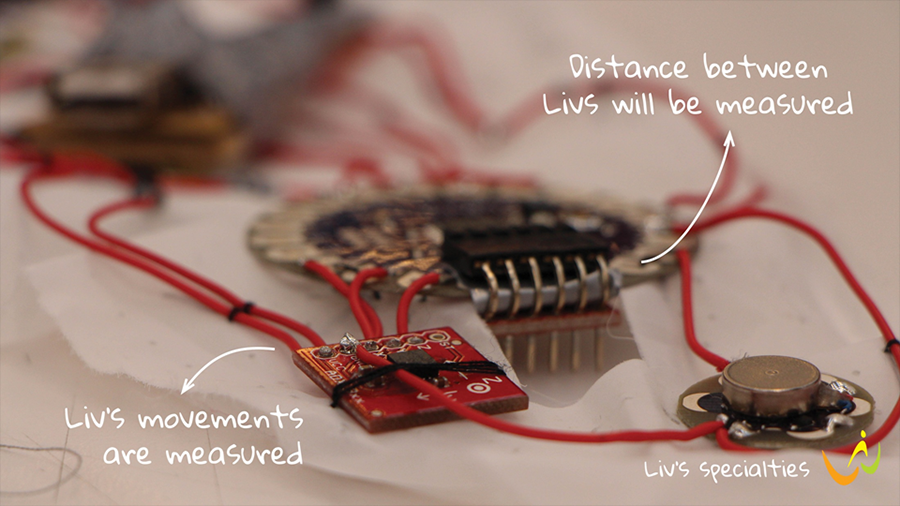 Distance between
Livs will be measured
Liv's movements
are measured
Liv's specialties